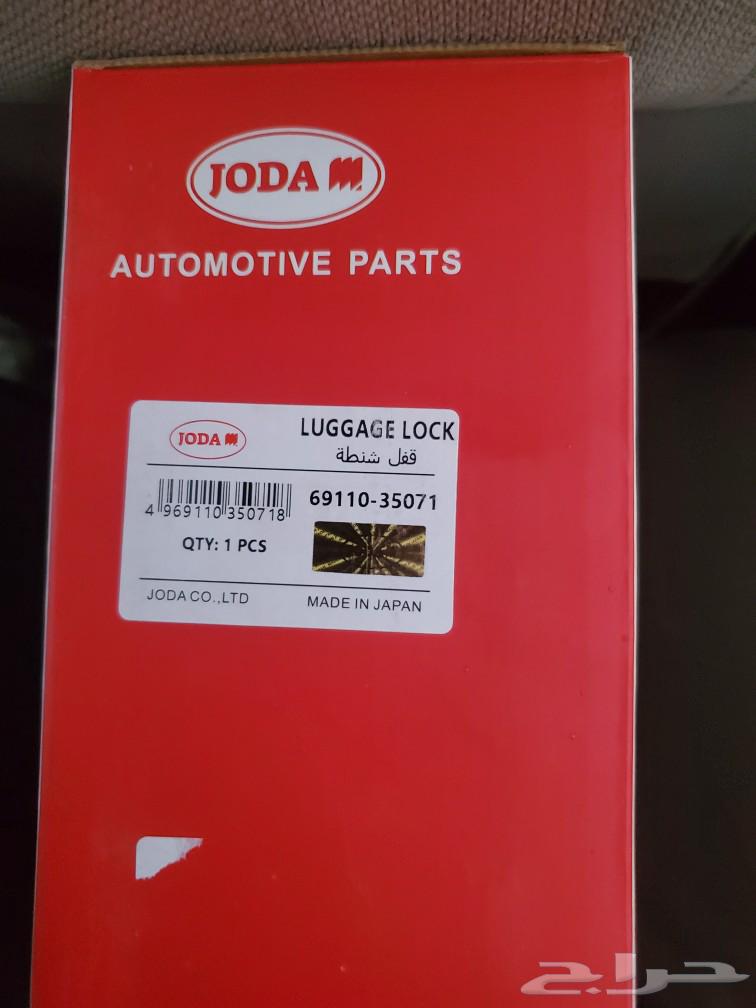 JODA
AUTOMOTIVE PARTS
JODA
LUGGAGE LOCK
قفل شنطة
69110-35071
4 969110 350718
QTY: 1 PCS
JODA CO.,LTD
MADE IN JAPAN
حراج